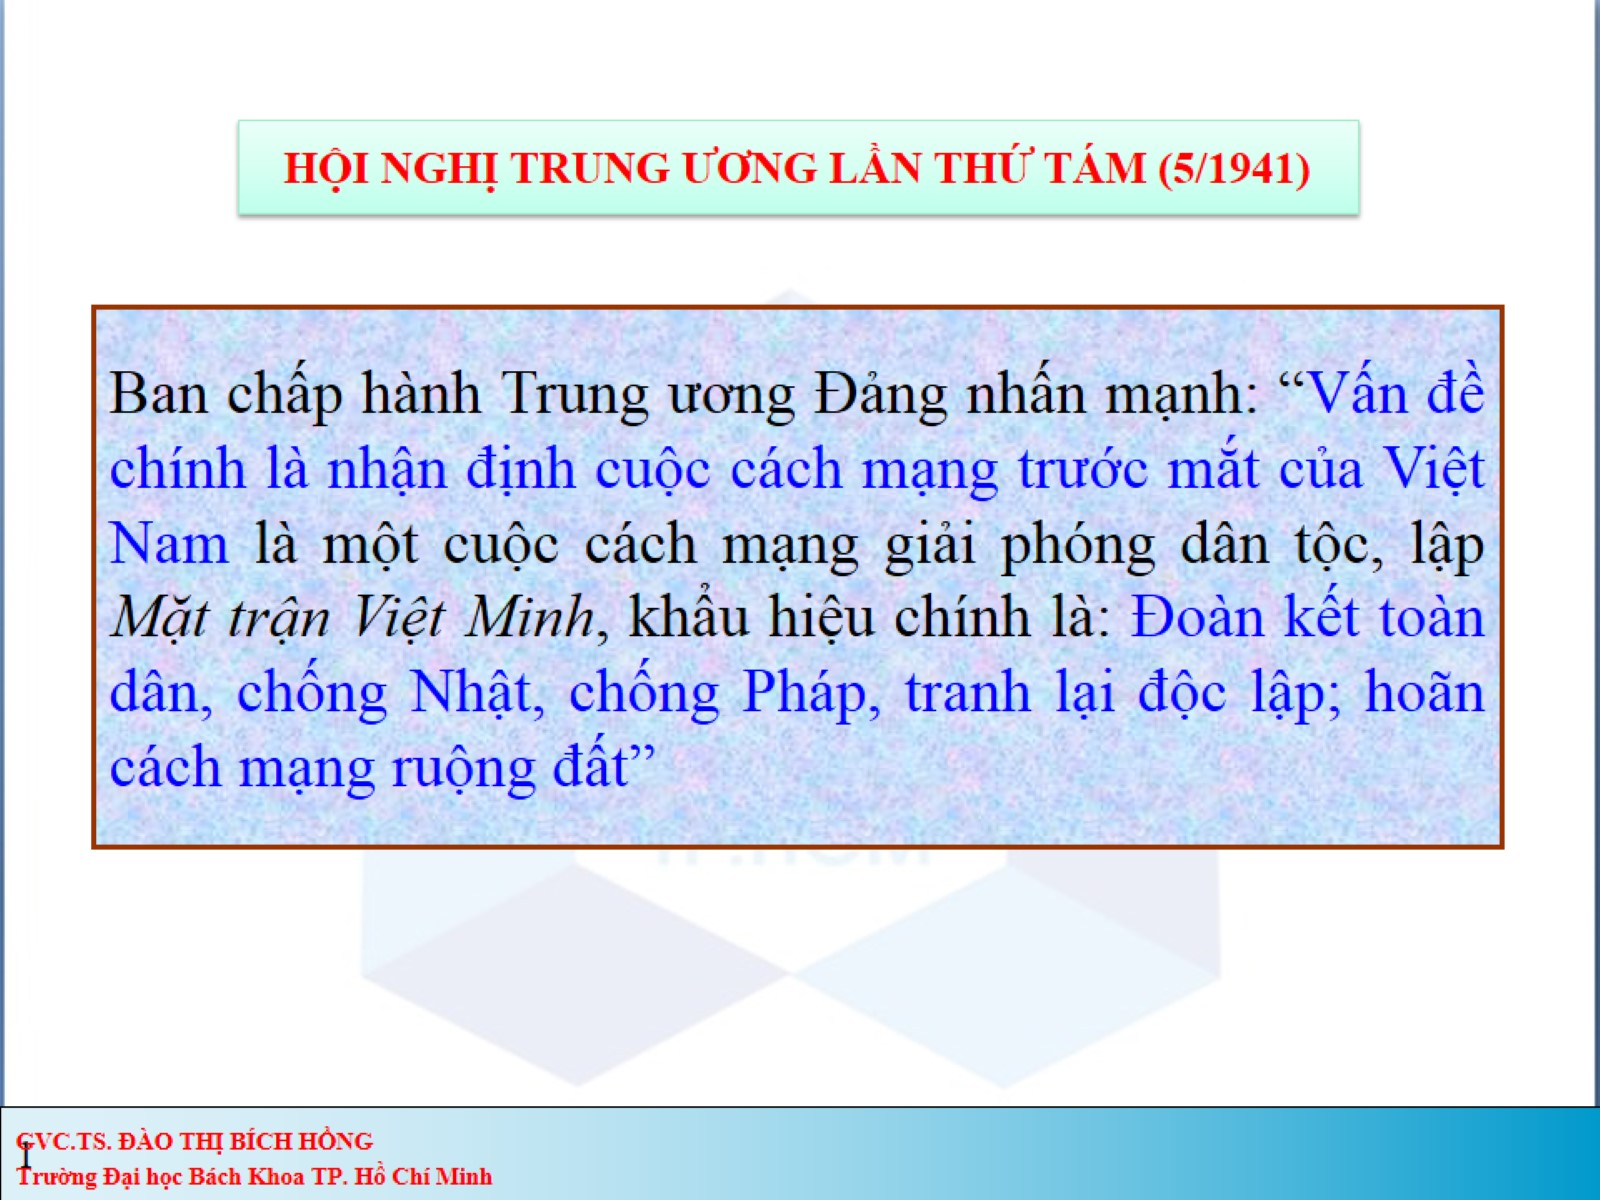 HỘI NGHỊ TRUNG ƯƠNG LẦN THỨ TÁM (5/1941)
Ban chấp hành Trung ương Đảng nhấn mạnh: “Vấn đề
chính là nhận định cuộc cách mạng trước mắt của Việt
Nam là một cuộc cách mạng giải phóng dân tộc, lập
Mặt trận Việt Minh, khẩu hiệu chính là: Đoàn kết toàn
dân, chống Nhật, chống Pháp, tranh lại độc lập; hoãn
cách mạng ruộng đất”
TP.HCM
GVC.TS. ĐÀO THỊ BÍCH HỒNG
1
Trường Đại học Bách Khoa TP. Hồ Chí Minh